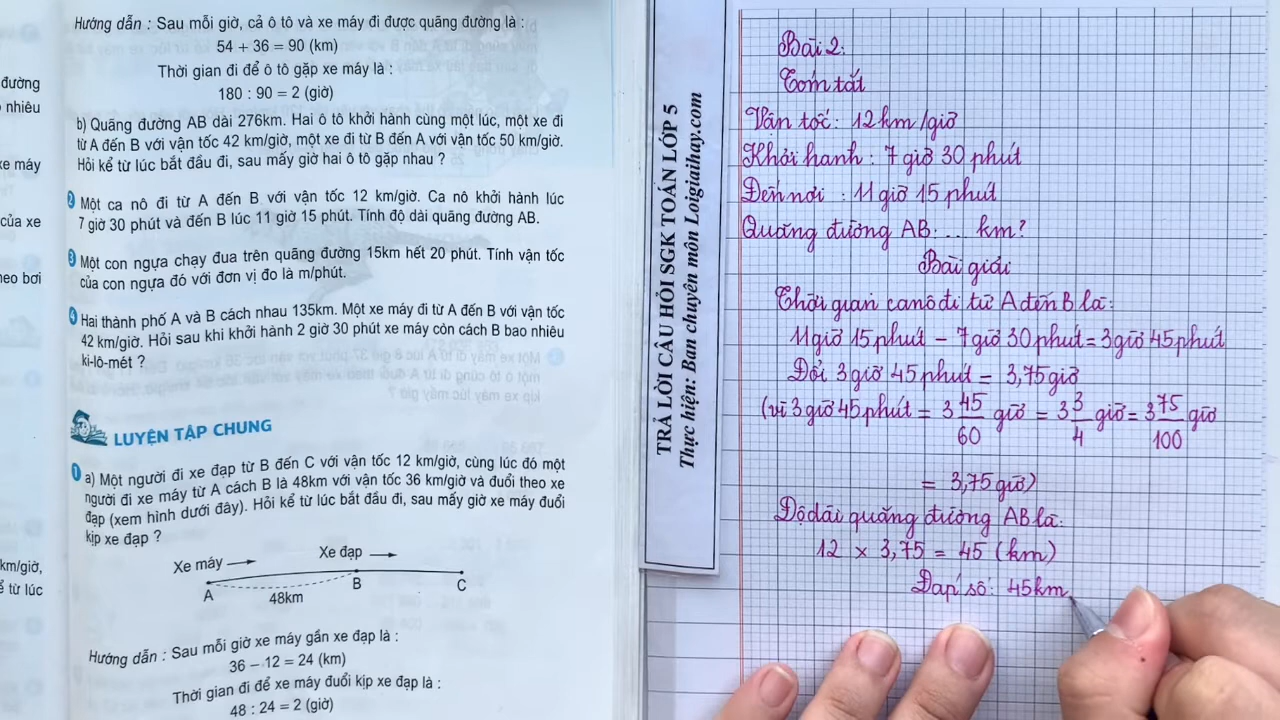 đường
nhiêu
xe máy
của xe
heo bơi
km/giờ,
ể từ lúc
Hướng dẫn : Sau mỗi giờ, cả ô tô và xe máy đi được quãng đường là :
54 + 36 = 90 (km)
Thời gian đi để ô tô gặp xe máy là :
180 : 90 = 2 (giờ)
b) Quãng đường AB dài 276km. Hai ô tô khởi hành cùng một lúc, một xe đi
từ A đến B với vận tốc 42 km/giờ, một xe đi từ B đến A với vận tốc 50 km/giờ.
Hỏi kể từ lúc bắt đầu đi, sau mấy giờ hai ô tô gặp nhau ?
2 Một ca nô đi từ A đến B với vận tốc 12 km/giờ. Ca nô khởi hành lúc
7 giờ 30 phút và đến B lúc 11 giờ 15 phút. Tính độ dài quãng đường AB.
3 Một con ngựa chạy đua trên quãng đường 15km hết 20 phút. Tính vận tốc
của con ngựa đó với đơn vị đo là m/phút.
4 Hai thành phố A và B cách nhau 135km. Một xe máy đi từ A đến B với vận tốc
42 km/giờ. Hỏi sau khi khởi hành 2 giờ 30 phút xe máy còn cách B bao nhiêu
ki-lô-mét ?
LUYỆN TẬP CHUNG
1 a) Một người đi xe đạp từ B đến C với vận tốc 12 km/giờ, cùng lúc đó một
người đi xe máy từ A cách B là 48km với vận tốc 36 km/giờ và đuổi theo xe
đạp (xem hình dưới đây). Hỏi kể từ lúc bắt đầu đi, sau mấy giờ xe máy đuổi
kịp xe đạp ?
Xe máy
Xe đạp
A
B
C
48km
Hướng dẫn : Sau mỗi giờ xe máy gần xe đạp là :
36 – 12 = 24 (km)
Thời gian đi để xe máy đuổi kịp xe đạp là :
48 : 24 = 2 (giờ)
TRẢ LỜI CÂU HỎI SGK TOÁN LỚP 5
Thực hiện: Ban chuyên môn Loigiaihay.com
Bài 2:
Tóm tắt
Vận tốc : 12 km/giờ
Khởi hành : 7 giờ 30 phút
Đến nơi : 11 giờ 15 phút
Quãng đường AB: ... km?
Bài giải
Thời gian ca nô đi từ A đến B là:
11 giờ 15 phút – 7 giờ 30 phút = 3 giờ 45 phút
Đổi 3 giờ 45 phút = 3,75 giờ
(vì 3 giờ 45 phút = 3 45/60 giờ = 3 3/4 giờ = 3 75/100 giờ
= 3,75 giờ)
Độ dài quãng đường AB là:
12 × 3,75 = 45 (km)
Đáp số: 45km